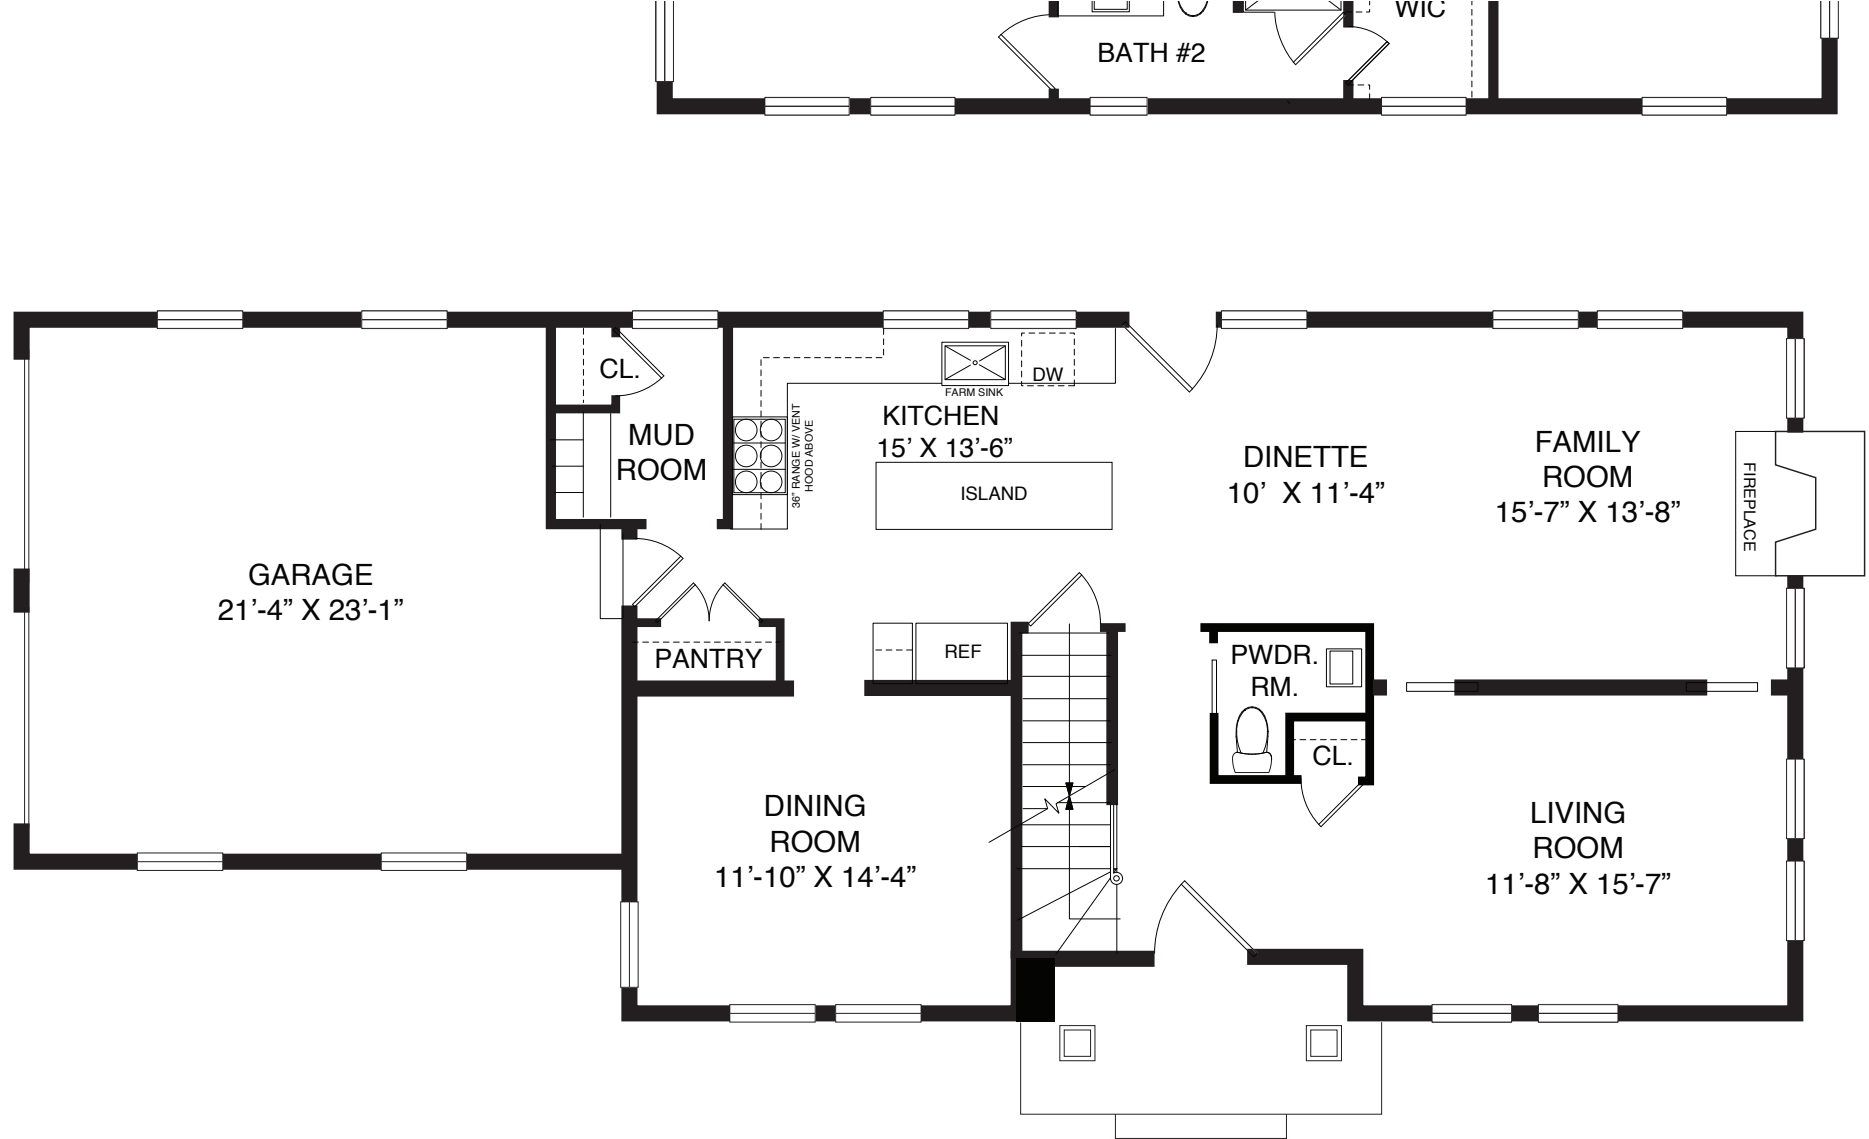 WIC
BATH #2
CL.
MUD
ROOM
DW
FARM SINK
KITCHEN
15’ X 13’-6”
36” RANGE W/ VENT
HOOD ABOVE
ISLAND
DINETTE
10’ X 11’-4”
FAMILY
ROOM
15’-7” X 13’-8”
FIREPLACE
GARAGE
21’-4” X 23’-1”
PANTRY
REF
PWDR.
RM.
CL.
DINING
ROOM
11’-10” X 14’-4”
LIVING
ROOM
11’-8” X 15’-7”